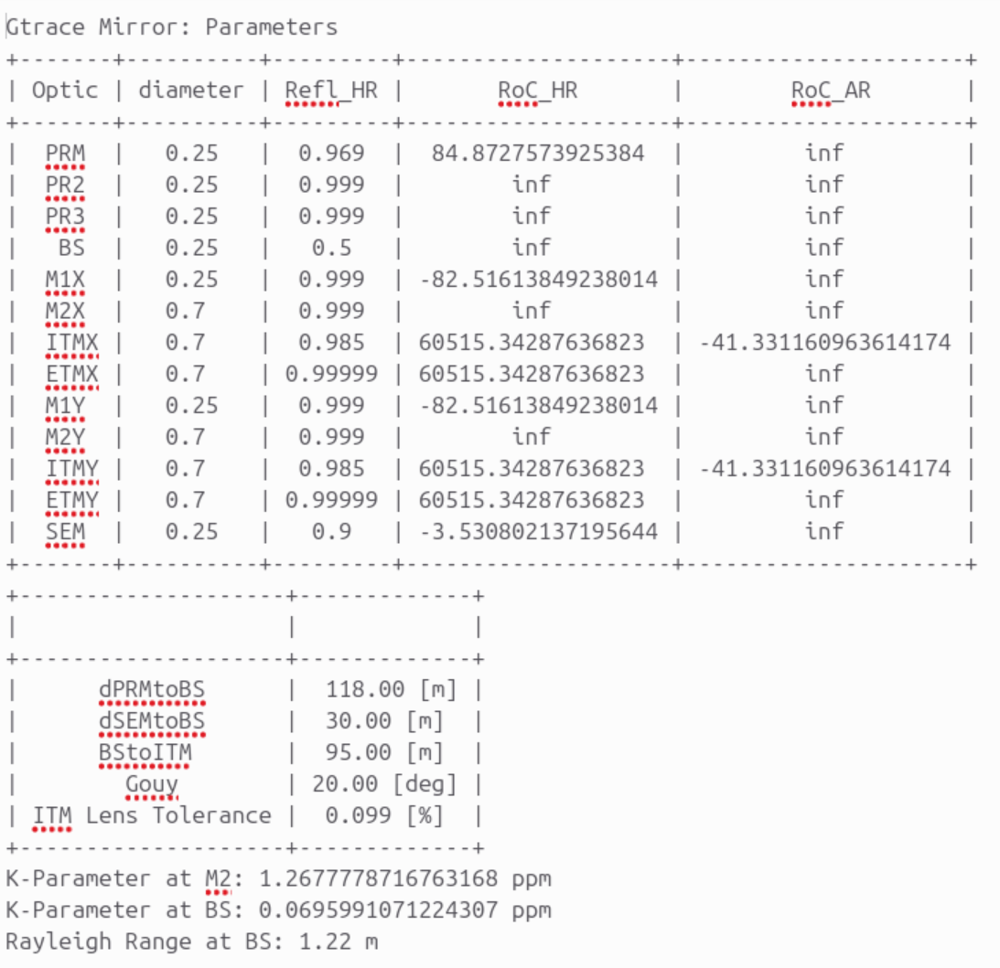 Gtrace Mirror: Parameters
+-------+----------+---------+--------------------+---------------------+
| Optic | diameter | Refl_HR |       RoC_HR       |       RoC_AR        |
+-------+----------+---------+--------------------+---------------------+
|  PRM  |   0.25   |  0.969  |  84.8727573925384  |         inf         |
|  PR2  |   0.25   |  0.999  |        inf         |         inf         |
|  PR3  |   0.25   |  0.999  |        inf         |         inf         |
|   BS  |   0.25   |   0.5   |        inf         |         inf         |
|  M1X  |   0.25   |  0.999  | -82.51613849238014 |         inf         |
|  M2X  |   0.7    |  0.999  |        inf         |         inf         |
|  ITMX |   0.7    |  0.985  | 60515.34287636823  | -41.331160963614174 |
|  ETMX |   0.7    | 0.99999 | 60515.34287636823  |         inf         |
|  M1Y  |   0.25   |  0.999  | -82.51613849238014 |         inf         |
|  M2Y  |   0.7    |  0.999  |        inf         |         inf         |
|  ITMY |   0.7    |  0.985  | 60515.34287636823  | -41.331160963614174 |
|  ETMY |   0.7    | 0.99999 | 60515.34287636823  |         inf         |
|  SEM  |   0.25   |   0.9   | -3.530802137195644 |         inf         |
+-------+----------+---------+--------------------+---------------------+
+--------------------+-------------+
|                    |             |
+--------------------+-------------+
|      dPRMtoBS      |  118.00 [m] |
|      dSEMtoBS      |  30.00 [m]  |
|      BStoITM       |  95.00 [m]  |
|        Gouy        | 20.00 [deg] |
| ITM Lens Tolerance |  0.099 [%]  |
+--------------------+-------------+
K-Parameter at M2: 1.2677778716763168 ppm
K-Parameter at BS: 0.0695991071224307 ppm
Rayleigh Range at BS: 1.22 m